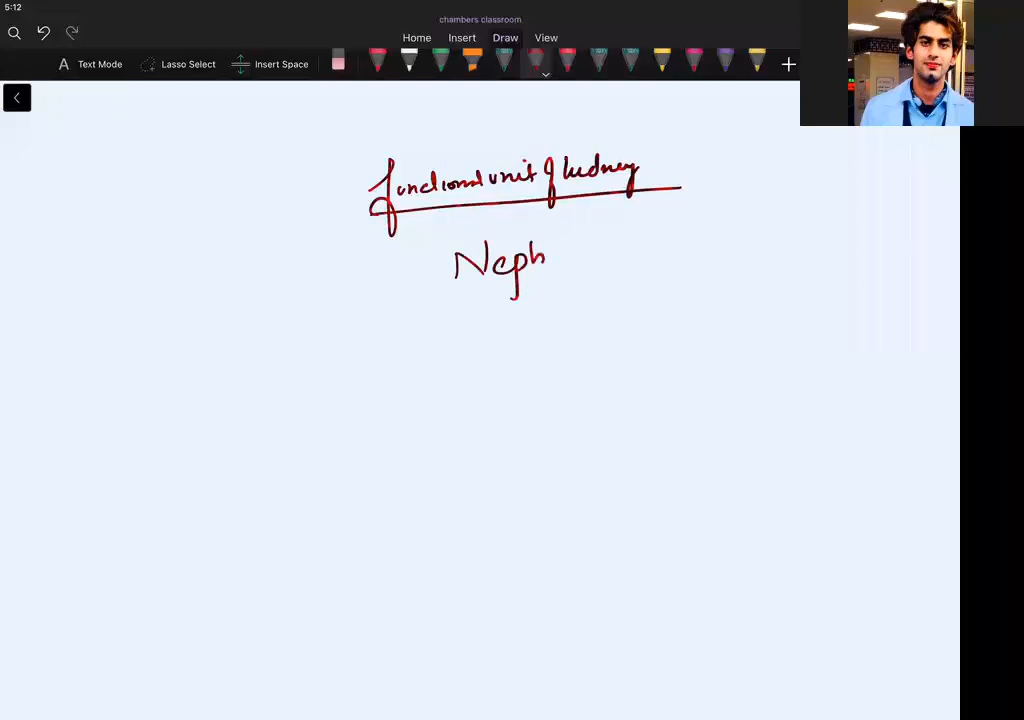 5:12
chambers classroom
Home Insert Draw View
Text Mode Lasso Select Insert Space
functional unit of kidney
Neph